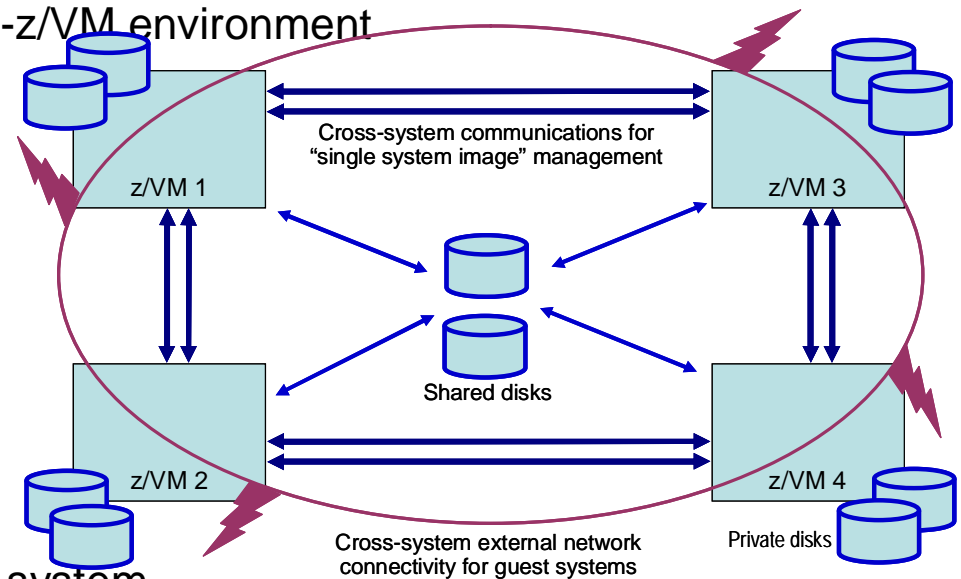 -z/VM environment
Cross-system communications for
"single system image" management
z/VM 1
z/VM 3
Shared disks
z/VM 2
z/VM 4
Private disks
Cross-system external network
connectivity for guest systems
system